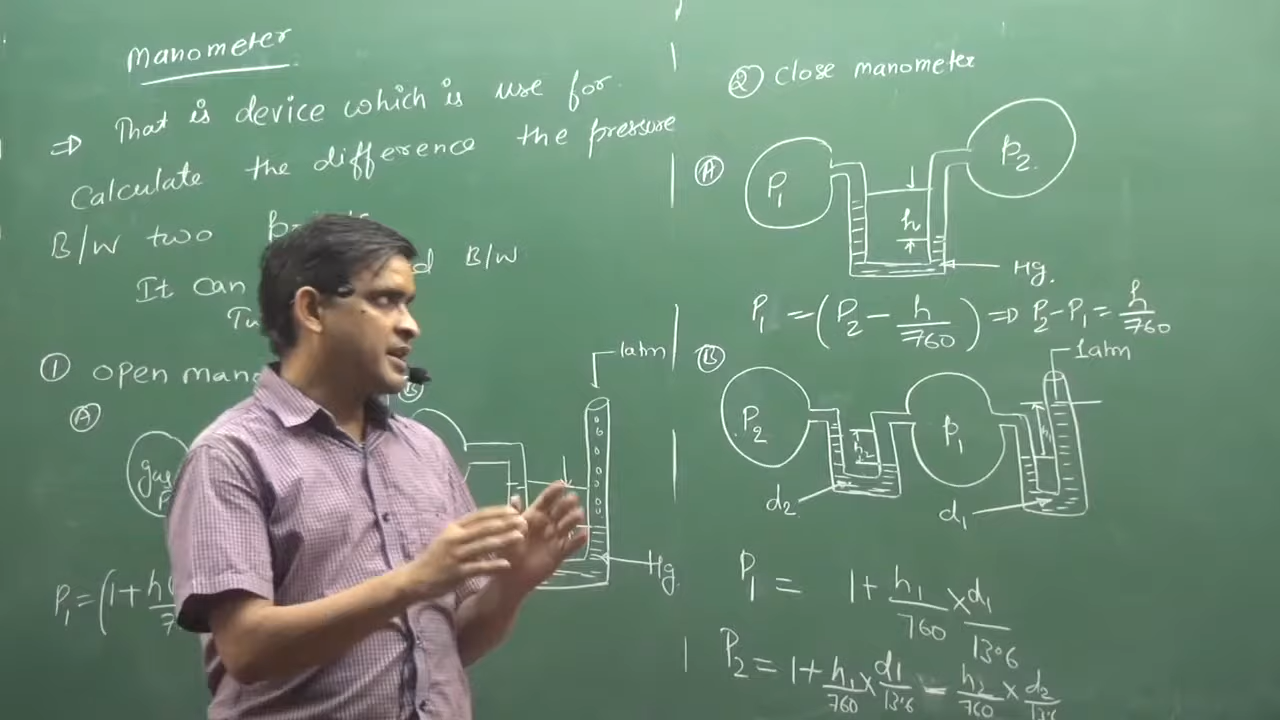 Manometer
⇒ That is device which is use for
Calculate the difference the pressure
B/W two
It can B/W
① open
Ⓐ Ⓑ
1atm
gas
Hg
P₁ = (1+
② Close manometer
Ⓐ
P₁ P₂
h
Hg.
P₁ = (P₂ - h/760) ⇒ P₂ - P₁ = h/760
Ⓑ
1atm
P₂ h₂ P₁ h₁
d₂ d₁
P₁ = 1 + h₁/760 × d₁/13.6
P₂ = 1 + h₁/760 × d₁/13.6 - h₂/760 × d₂/13.6